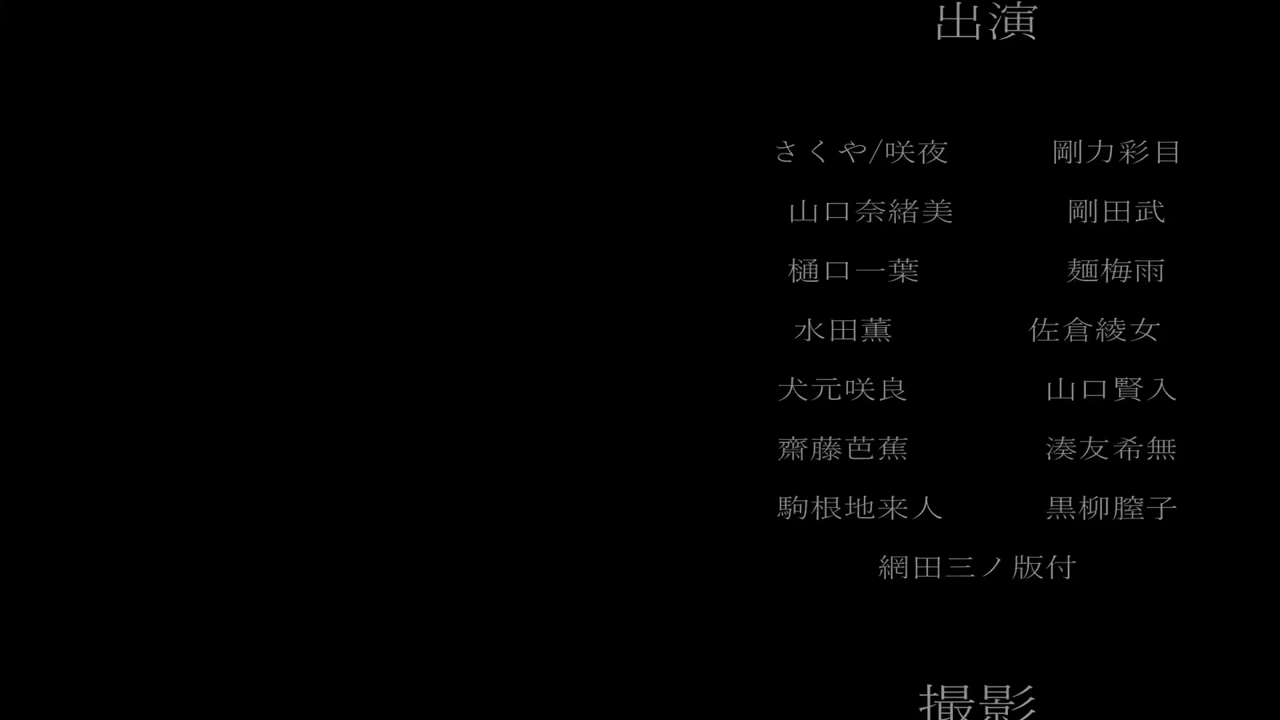 出演
さくや/咲夜 剛力彩目
山口奈緒美 剛田武
樋口一葉 麺梅雨
水田薫 佐倉綾女
犬元咲良 山口賢入
齋藤芭蕉 湊友希無
駒根地来人 黒柳膣子
網田三ノ版付
撮影